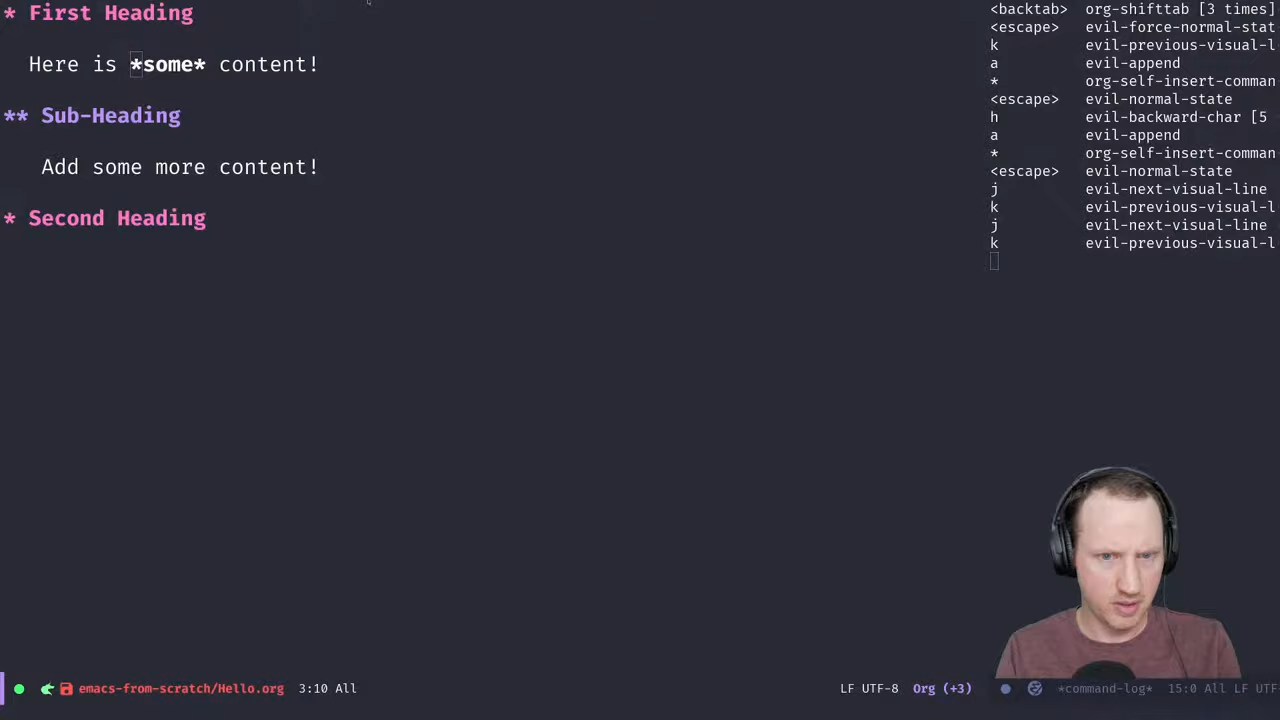 * First Heading
Here is *some* content!
** Sub-Heading
Add some more content!
* Second Heading
<backtab> org-shifttab [3 times]
<escape> evil-force-normal-stat
k evil-previous-visual-l
a evil-append
* org-self-insert-comman
<escape> evil-normal-state
h evil-backward-char [5
a evil-append
* org-self-insert-comman
<escape> evil-normal-state
j evil-next-visual-line
k evil-previous-visual-l
j evil-next-visual-line
k evil-previous-visual-l
emacs-from-scratch/Hello.org 3:10 All LF UTF-8 Org (+3)
*command-log* 15:0 All LF UTF